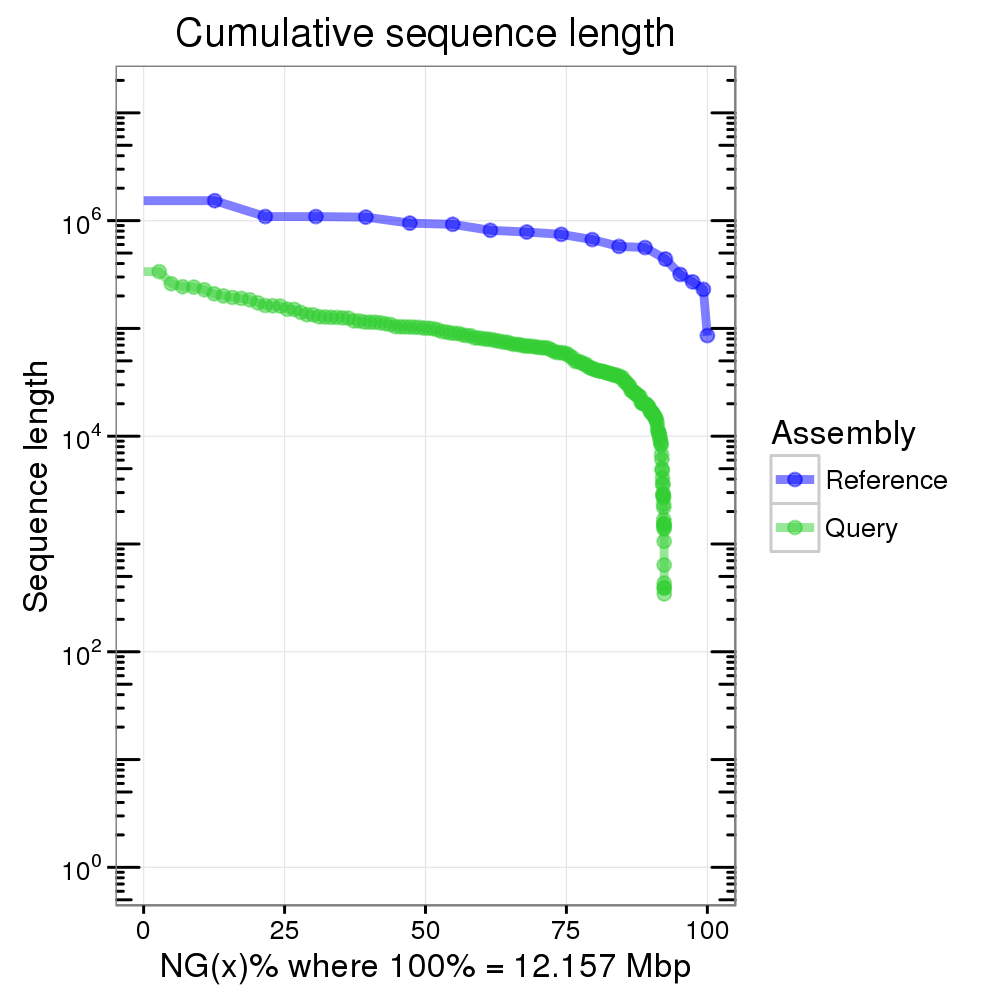 Cumulative sequence length
Sequence length
10^6
10^4
10^2
10^0
0 25 50 75 100
NG(x)% where 100% = 12.157 Mbp
Assembly
Reference
Query